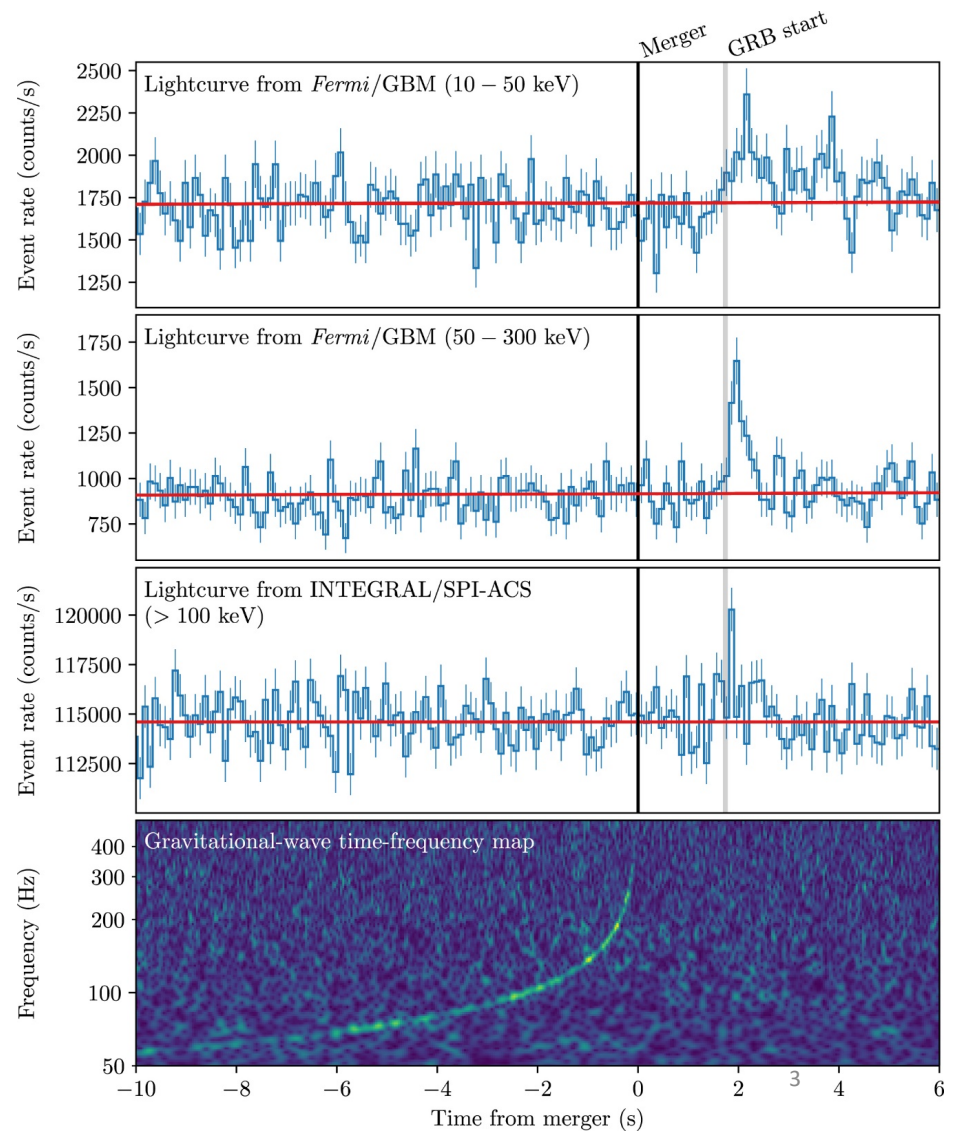 Merger
GRB start
Lightcurve from Fermi/GBM (10 − 50 keV)
Event rate (counts/s)
2500
2250
2000
1750
1500
1250
Lightcurve from Fermi/GBM (50 − 300 keV)
Event rate (counts/s)
1750
1500
1250
1000
750
Lightcurve from INTEGRAL/SPI-ACS
(> 100 keV)
Event rate (counts/s)
120000
117500
115000
112500
Gravitational-wave time-frequency map
Frequency (Hz)
400
300
200
100
50
−10
−8
−6
−4
−2
0
2
4
6
3
Time from merger (s)